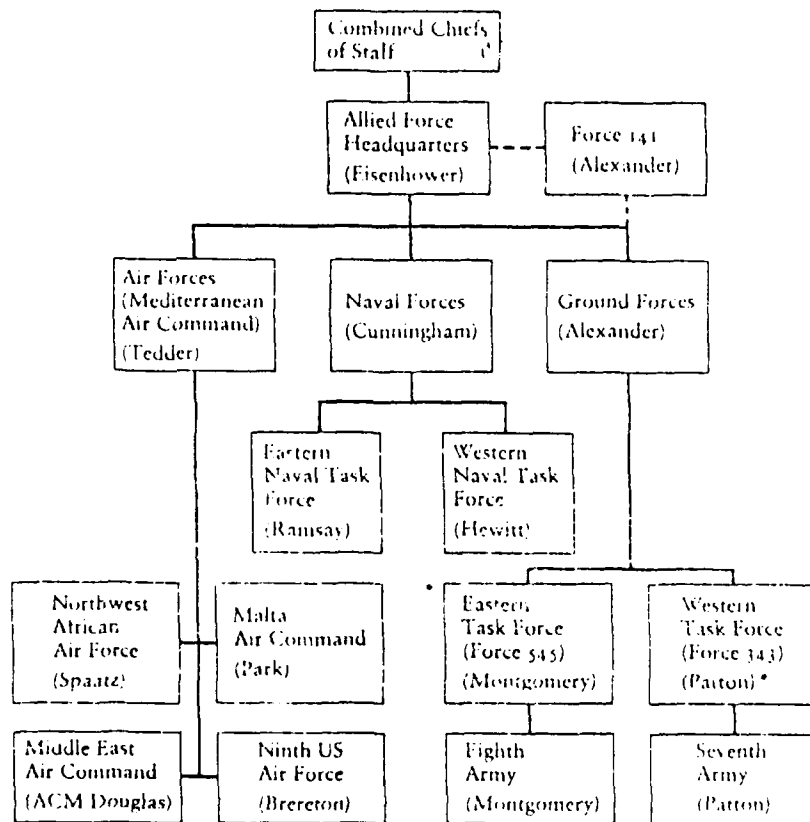 Combined Chiefs
of Staff
Allied Force
Headquarters
(Eisenhower)
Force 141
(Alexander)
Air Forces
(Mediterranean
Air Command)
(Tedder)
Naval Forces
(Cunningham)
Ground Forces
(Alexander)
Eastern
Naval Task
Force
(Ramsay)
Western
Naval Task
Force
(Hewitt)
Northwest
African
Air Force
(Spaatz)
Malta
Air Command
(Park)
Eastern
Task Force
(Force 545)
(Montgomery)
Western
Task Force
(Force 343)
(Patton)
Middle East
Air Command
(ACM Douglas)
Ninth US
Air Force
(Brereton)
Eighth
Army
(Montgomery)
Seventh
Army
(Patton)